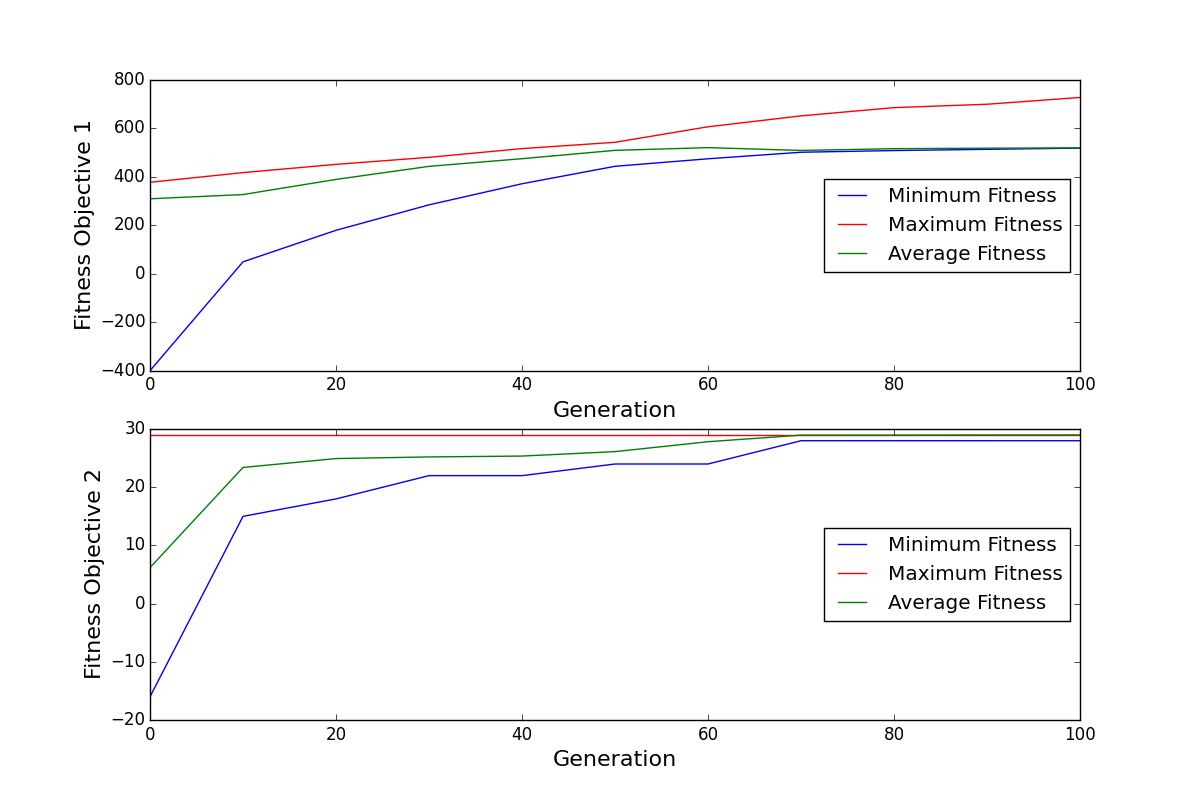 800
600
400
200
0
−200
−400
Fitness Objective 1
Minimum Fitness
Maximum Fitness
Average Fitness
0 20 40 60 80 100
Generation
30
20
10
0
−10
−20
Fitness Objective 2
Minimum Fitness
Maximum Fitness
Average Fitness
0 20 40 60 80 100
Generation